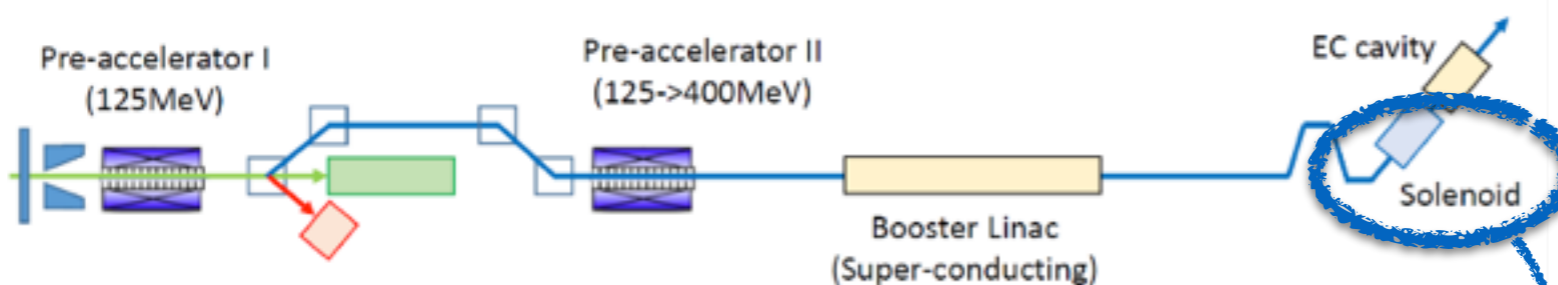 Pre-accelerator I
(125MeV)
Pre-accelerator II
(125->400MeV)
EC cavity
Solenoid
Booster Linac
(Super-conducting)